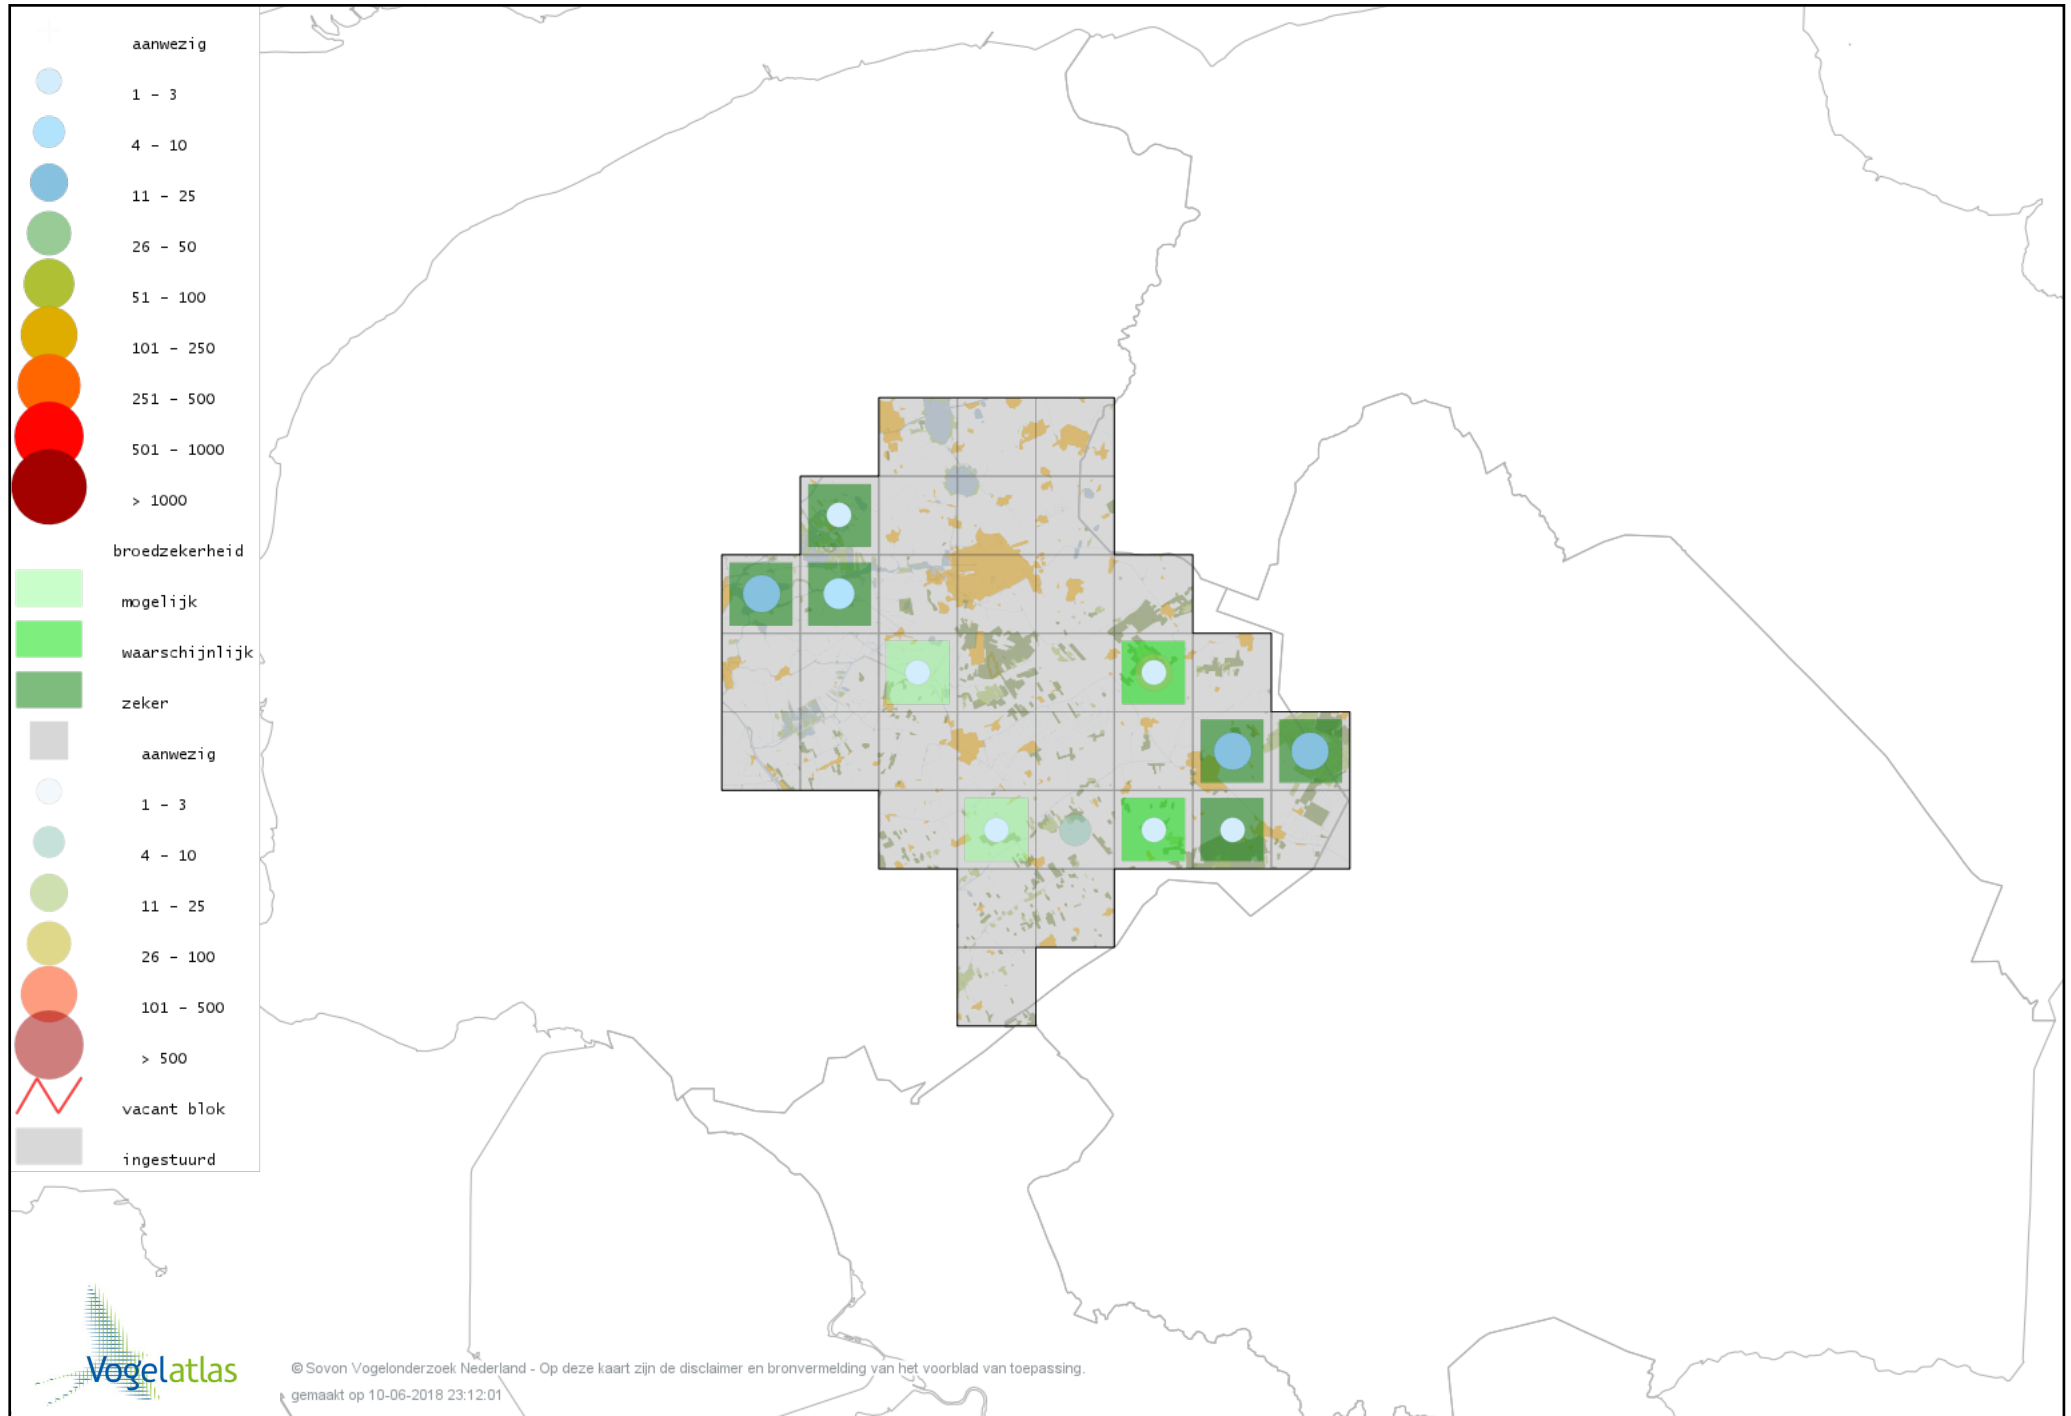 aanwezig
1 - 3
4 - 10
11 - 25
26 - 50
51 - 100
101 - 250
251 - 500
501 - 1000
> 1000
broedzekerheid
mogelijk
waarschijnlijk
zeker
aanwezig
1 - 3
4 - 10
11 - 25
26 - 100
101 - 500
> 500
vacant blok
ingestuurd
Vogelatlas
© Sovon Vogelonderzoek Nederland - Op deze kaart zijn de disclaimer en bronvermelding van het voorblad van toepassing.
gemaakt op 10-06-2018 23:12:01